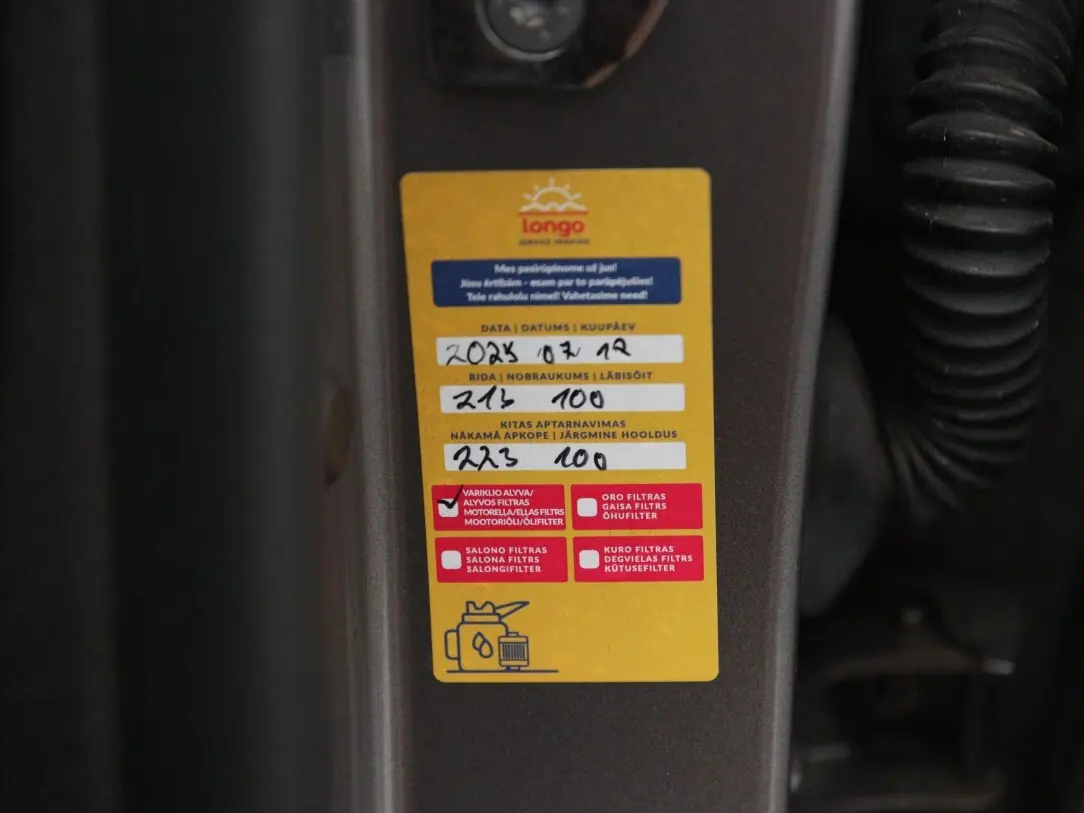 longo
Mes pasirūpinome už jus!
Jūsu ērtībām - esam par to parūpējušies!
Teie rahulolu nimel! Vahetasime need!
DATA | DATUMS | KUUPÄEV
2025 07 12
RIDA | NOBRAUKUMS | LÄBISÕIT
213 100
KITAS APTARNAVIMAS
NĀKAMĀ APKOPE | JÄRGMINE HOOLDUS
223 100
VARIKLIO ALYVA/
ALYVOS FILTRAS
MOTOREĻĻA/EĻĻAS FILTRS
MOOTORIÕLI/ÕLIFILTER
ORO FILTRAS
GAISA FILTRS
ÕHUFILTER
SALONO FILTRAS
SALONA FILTRS
SALONGIFILTER
KURO FILTRAS
DEGVIELAS FILTRS
KÜTUSEFILTER